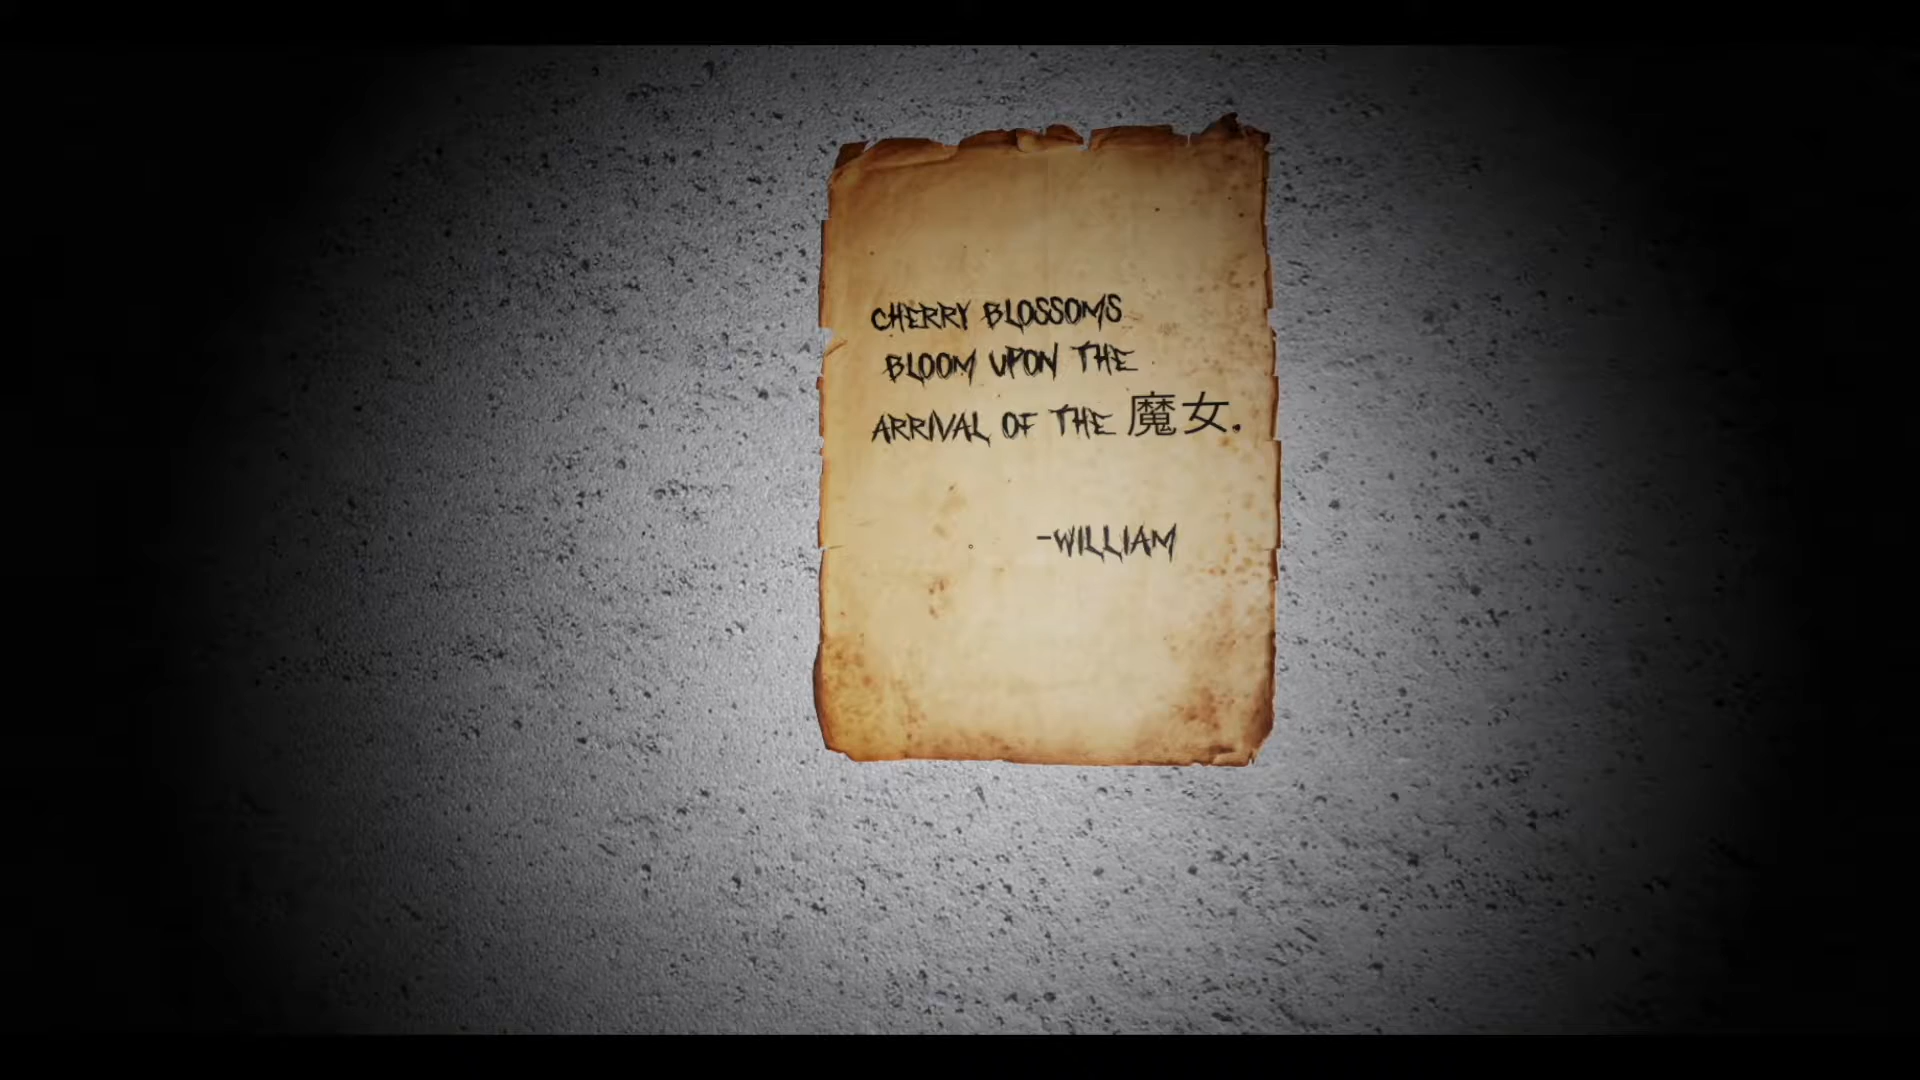 CHERRY BLOSSOMS
BLOOM UPON THE
ARRIVAL OF THE 魔女.
-WILLIAM